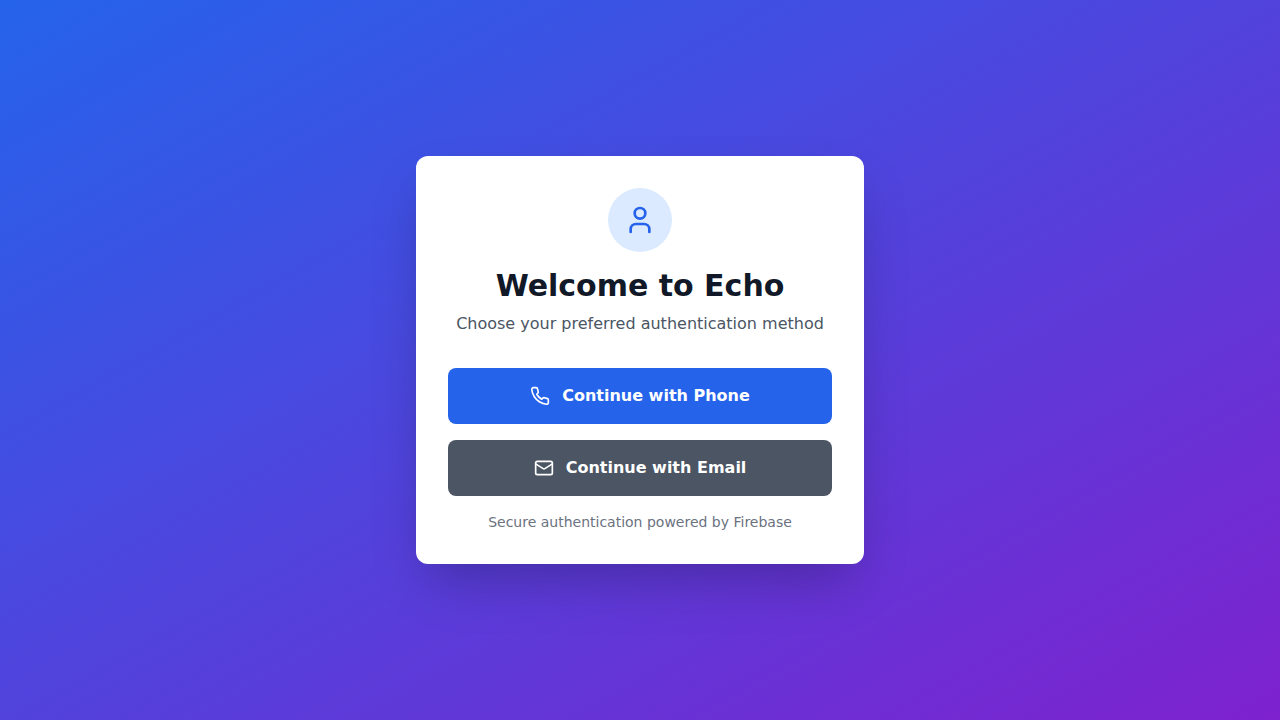 Welcome to Echo
Choose your preferred authentication method
Continue with Phone
Continue with Email
Secure authentication powered by Firebase